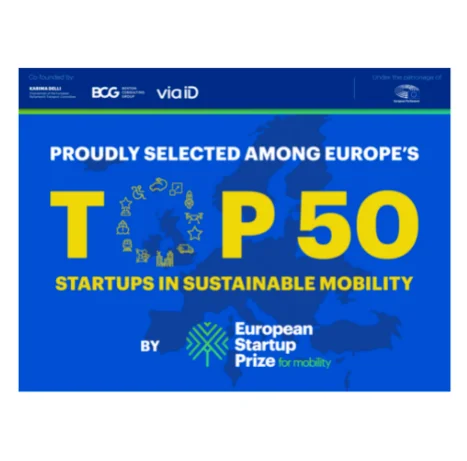 Co-founded by
Under the patronage of
KARIMA DELLI
BCG BOSTON CONSULTING GROUP
via iD
European Parliament
PROUDLY SELECTED AMONG EUROPE'S
TOP 50
STARTUPS IN SUSTAINABLE MOBILITY
BY
European
Startup
Prize for mobility